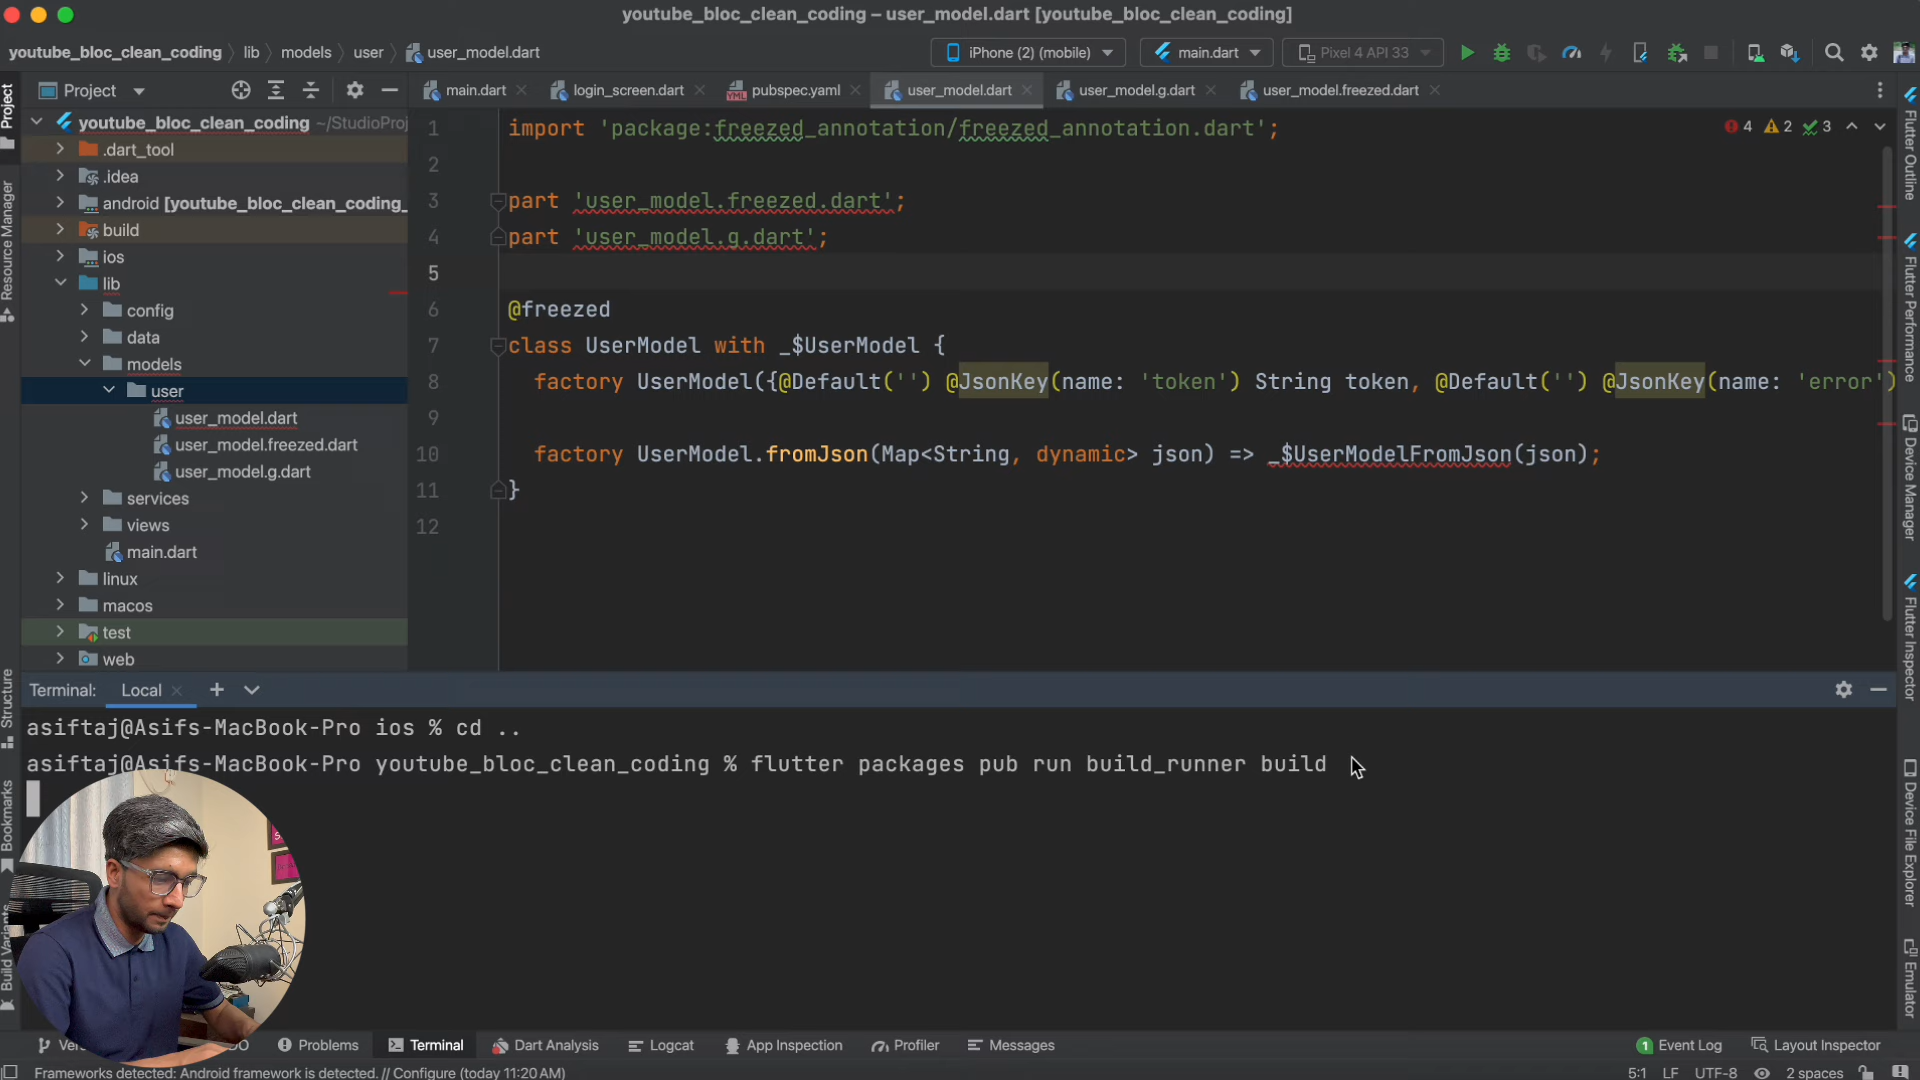 youtube_bloc_clean_coding – user_model.dart [youtube_bloc_clean_coding]
youtube_bloc_clean_coding lib models user user_model.dart
iPhone (2) (mobile) main.dart Pixel 4 API 33
Project
main.dart login_screen.dart pubspec.yaml user_model.dart user_model.g.dart user_model.freezed.dart
youtube_bloc_clean_coding ~/StudioProj
.dart_tool
.idea
android [youtube_bloc_clean_coding_
build
ios
lib
config
data
models
user
user_model.dart
user_model.freezed.dart
user_model.g.dart
services
views
main.dart
linux
macos
test
web
4 2 3
1 import 'package:freezed_annotation/freezed_annotation.dart';
2
3 part 'user_model.freezed.dart';
4 part 'user_model.g.dart';
5
6 @freezed
7 class UserModel with _$UserModel {
8 factory UserModel({@Default('') @JsonKey(name: 'token') String token, @Default('') @JsonKey(name: 'error')
9
10 factory UserModel.fromJson(Map<String, dynamic> json) => _$UserModelFromJson(json);
11 }
12
Project
Resource Manager
Structure
Bookmarks
Build Variants
Flutter Outline
Flutter Performance
Device Manager
Flutter Inspector
Device File Explorer
Emulator
Terminal: Local
asiftaj@Asifs-MacBook-Pro ios % cd ..
asiftaj@Asifs-MacBook-Pro youtube_bloc_clean_coding % flutter packages pub run build_runner build
Problems Terminal Dart Analysis Logcat App Inspection Profiler Messages
1 Event Log Layout Inspector
Frameworks detected: Android framework is detected. // Configure (today 11:20 AM)
5:1 LF UTF-8 2 spaces